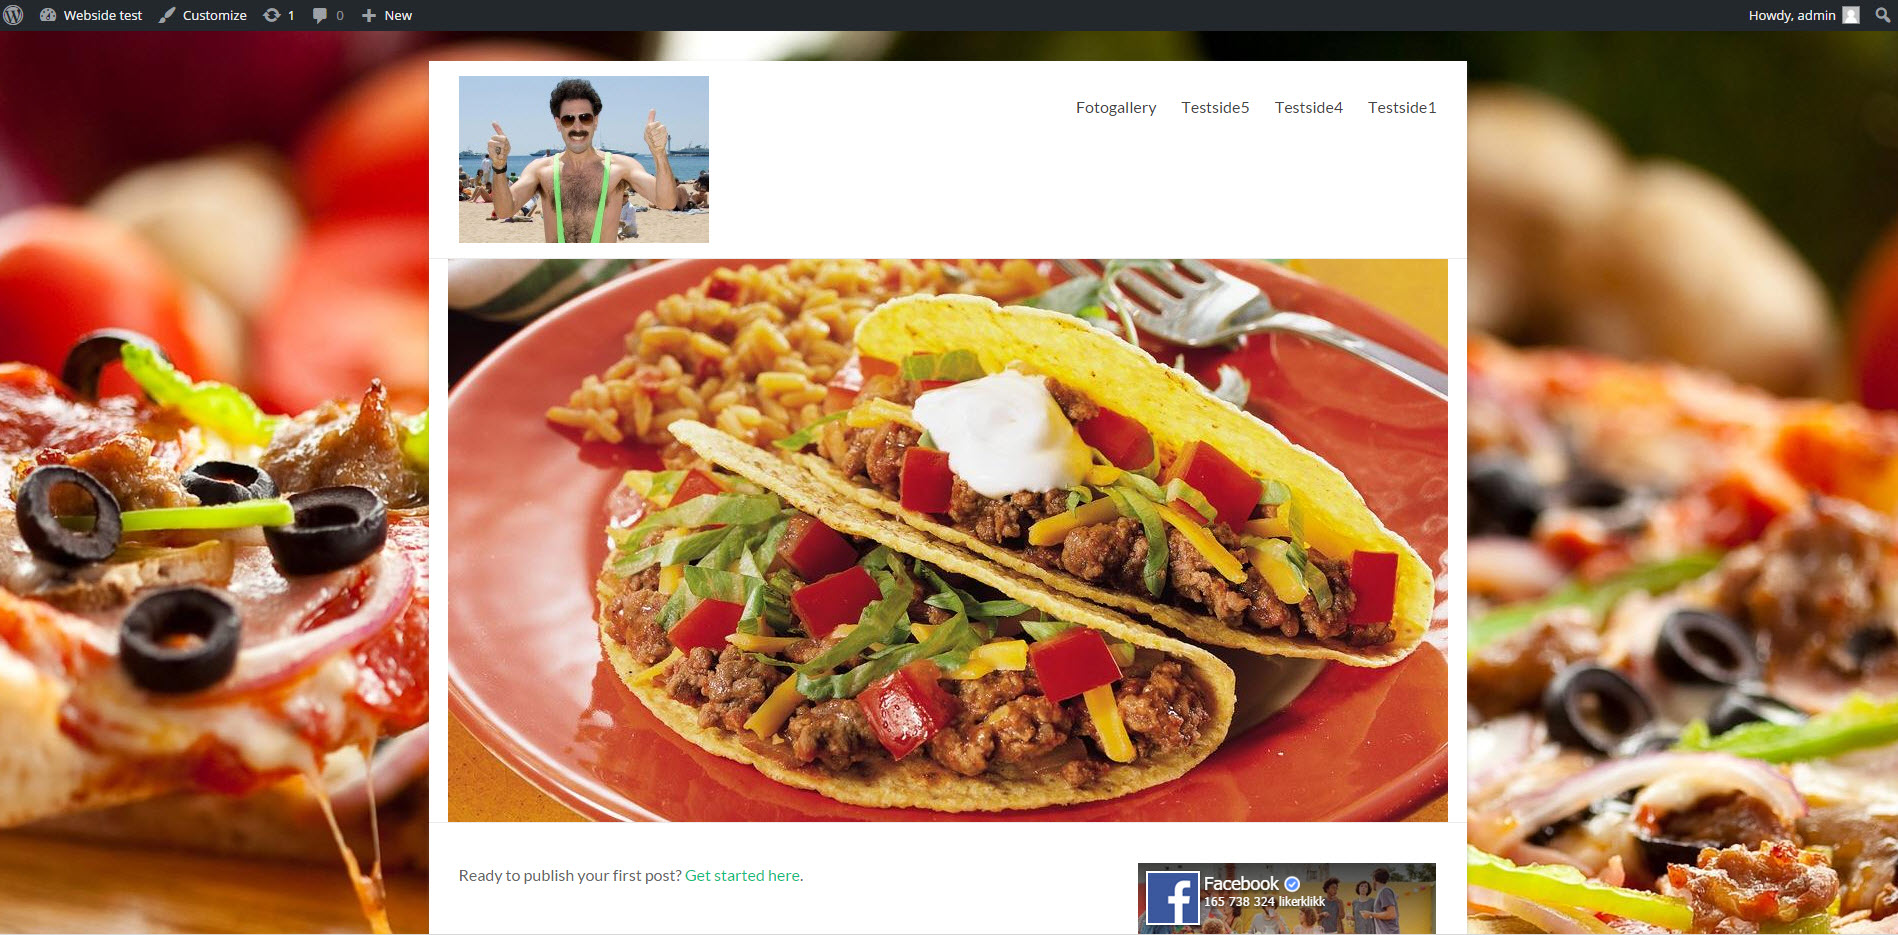 Webside test Customize 1 0 New Howdy, admin
Fotogallery Testside5 Testside4 Testside1
Ready to publish your first post? Get started here.
Facebook
165 738 324 likerklikk